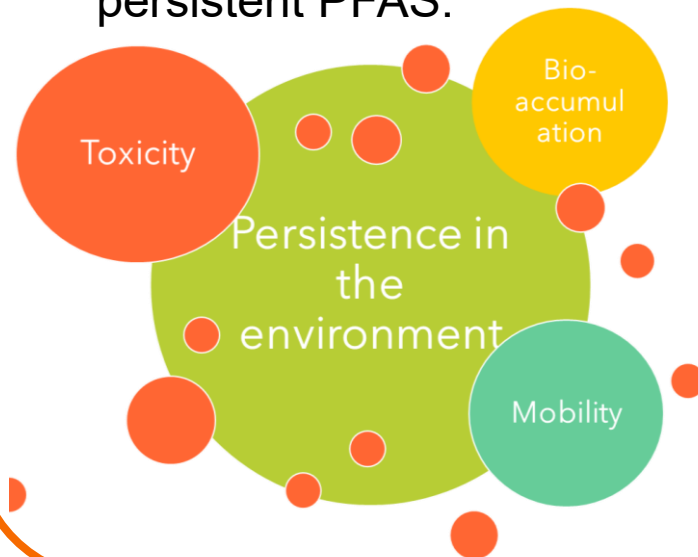 persistent PFAS.
Bio-
accumul
ation
Toxicity
Persistence in
the
environment
Mobility